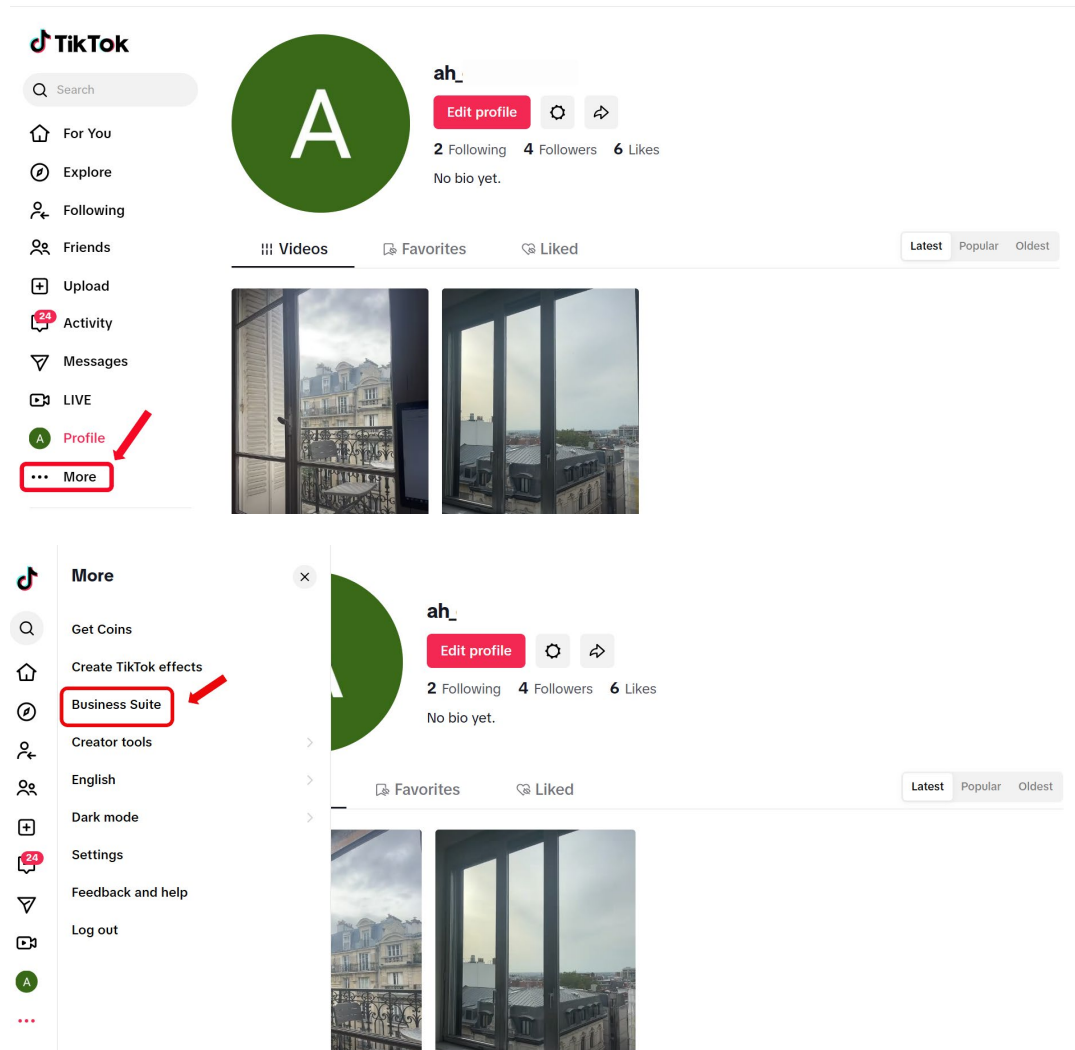 TikTok
Search
For You
Explore
Following
Friends
Upload
24
Activity
Messages
LIVE
A
Profile
More
A
ah_
Edit profile
2 Following 4 Followers 6 Likes
No bio yet.
Videos
Favorites
Liked
Latest Popular Oldest
More
Get Coins
Create TikTok effects
Business Suite
Creator tools
English
Dark mode
Settings
Feedback and help
Log out
24
A
ah_
Edit profile
2 Following 4 Followers 6 Likes
No bio yet.
Favorites
Liked
Latest Popular Oldest